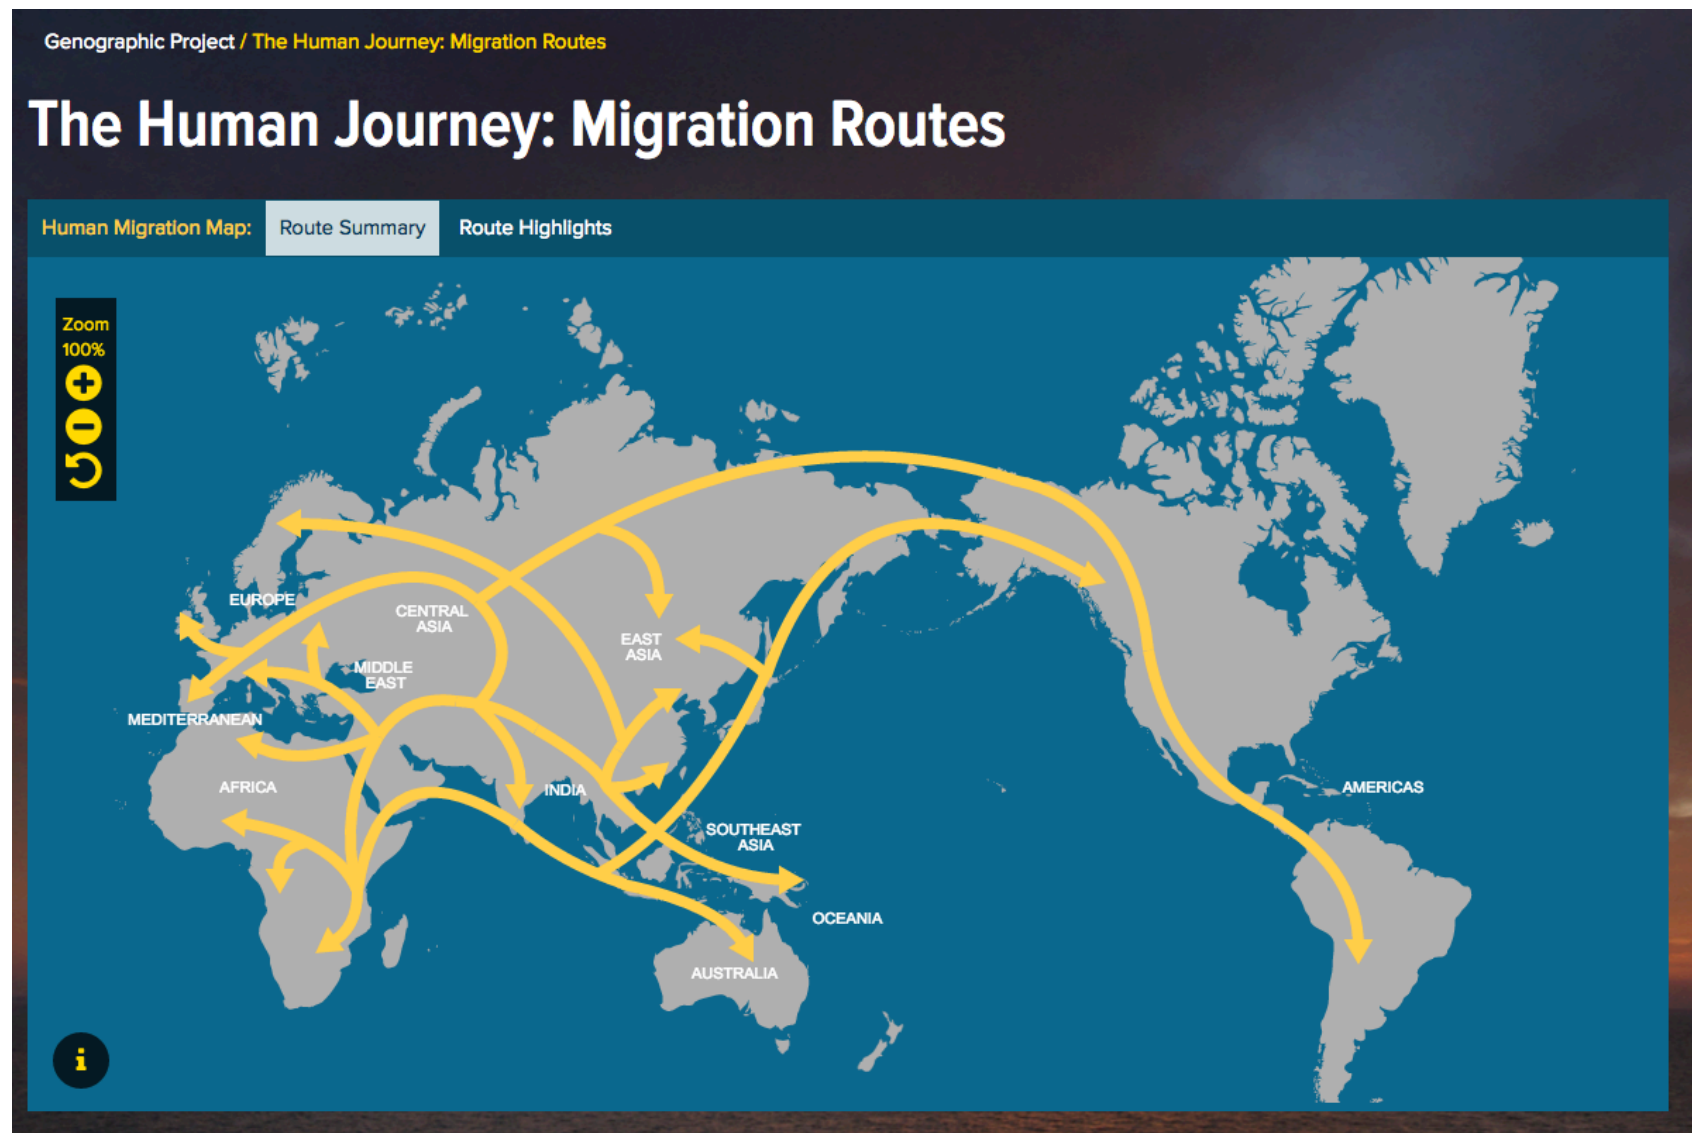 Genographic Project / The Human Journey: Migration Routes
The Human Journey: Migration Routes
Human Migration Map: Route Summary Route Highlights
Zoom
100%
EUROPE
CENTRAL
ASIA
EAST
ASIA
MIDDLE
EAST
MEDITERRANEAN
AFRICA
INDIA
AMERICAS
SOUTHEAST
ASIA
OCEANIA
AUSTRALIA
i